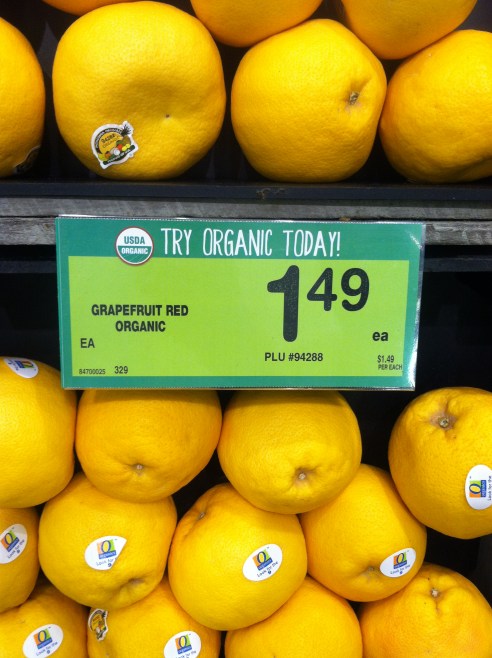 USDA
ORGANIC
TRY ORGANIC TODAY!
GRAPEFRUIT RED
ORGANIC
1 49
ea
EA
PLU #94288
$1.49
PER EACH
84700025 329